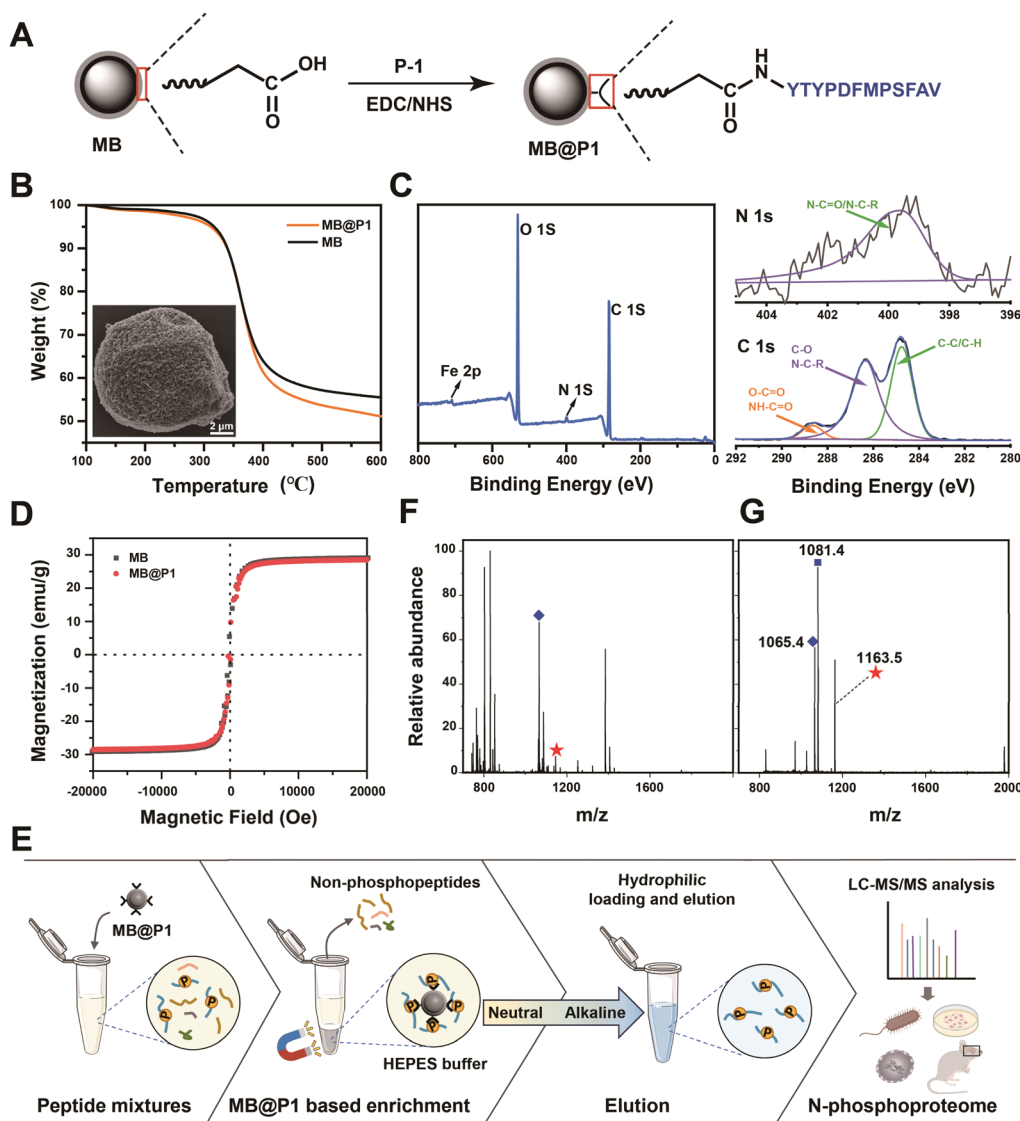 A
OH
O
MB
P-1
EDC/NHS
MB@P1
H
N
O
YTYPDFMPSFAV
B
Weight (%)
100
90
80
70
60
50
MB@P1
MB
2 μm
100
200
300
400
500
600
Temperature (℃)
C
O 1S
C 1S
Fe 2p
N 1S
800
600
400
200
0
Binding Energy (eV)
N 1s
N-C=O/N-C-R
404
402
400
398
396
C 1s
C-O
N-C-R
C-C/C-H
O-C=O
NH-C=O
292
290
288
286
284
282
280
Binding Energy (eV)
D
Magnetization (emu/g)
30
20
10
0
-10
-20
-30
MB
MB@P1
-20000
-10000
0
10000
20000
Magnetic Field (Oe)
F
Relative abundance
100
80
60
40
20
0
800
1200
1600
m/z
G
1081.4
1065.4
1163.5
800
1200
1600
2000
m/z
E
MB@P1
P
P
P
Peptide mixtures
Non-phosphopeptides
P
P
P
P
HEPES buffer
MB@P1 based enrichment
Neutral
Alkaline
Hydrophilic
loading and elution
P
P
P
P
Elution
LC-MS/MS analysis
N-phosphoproteome